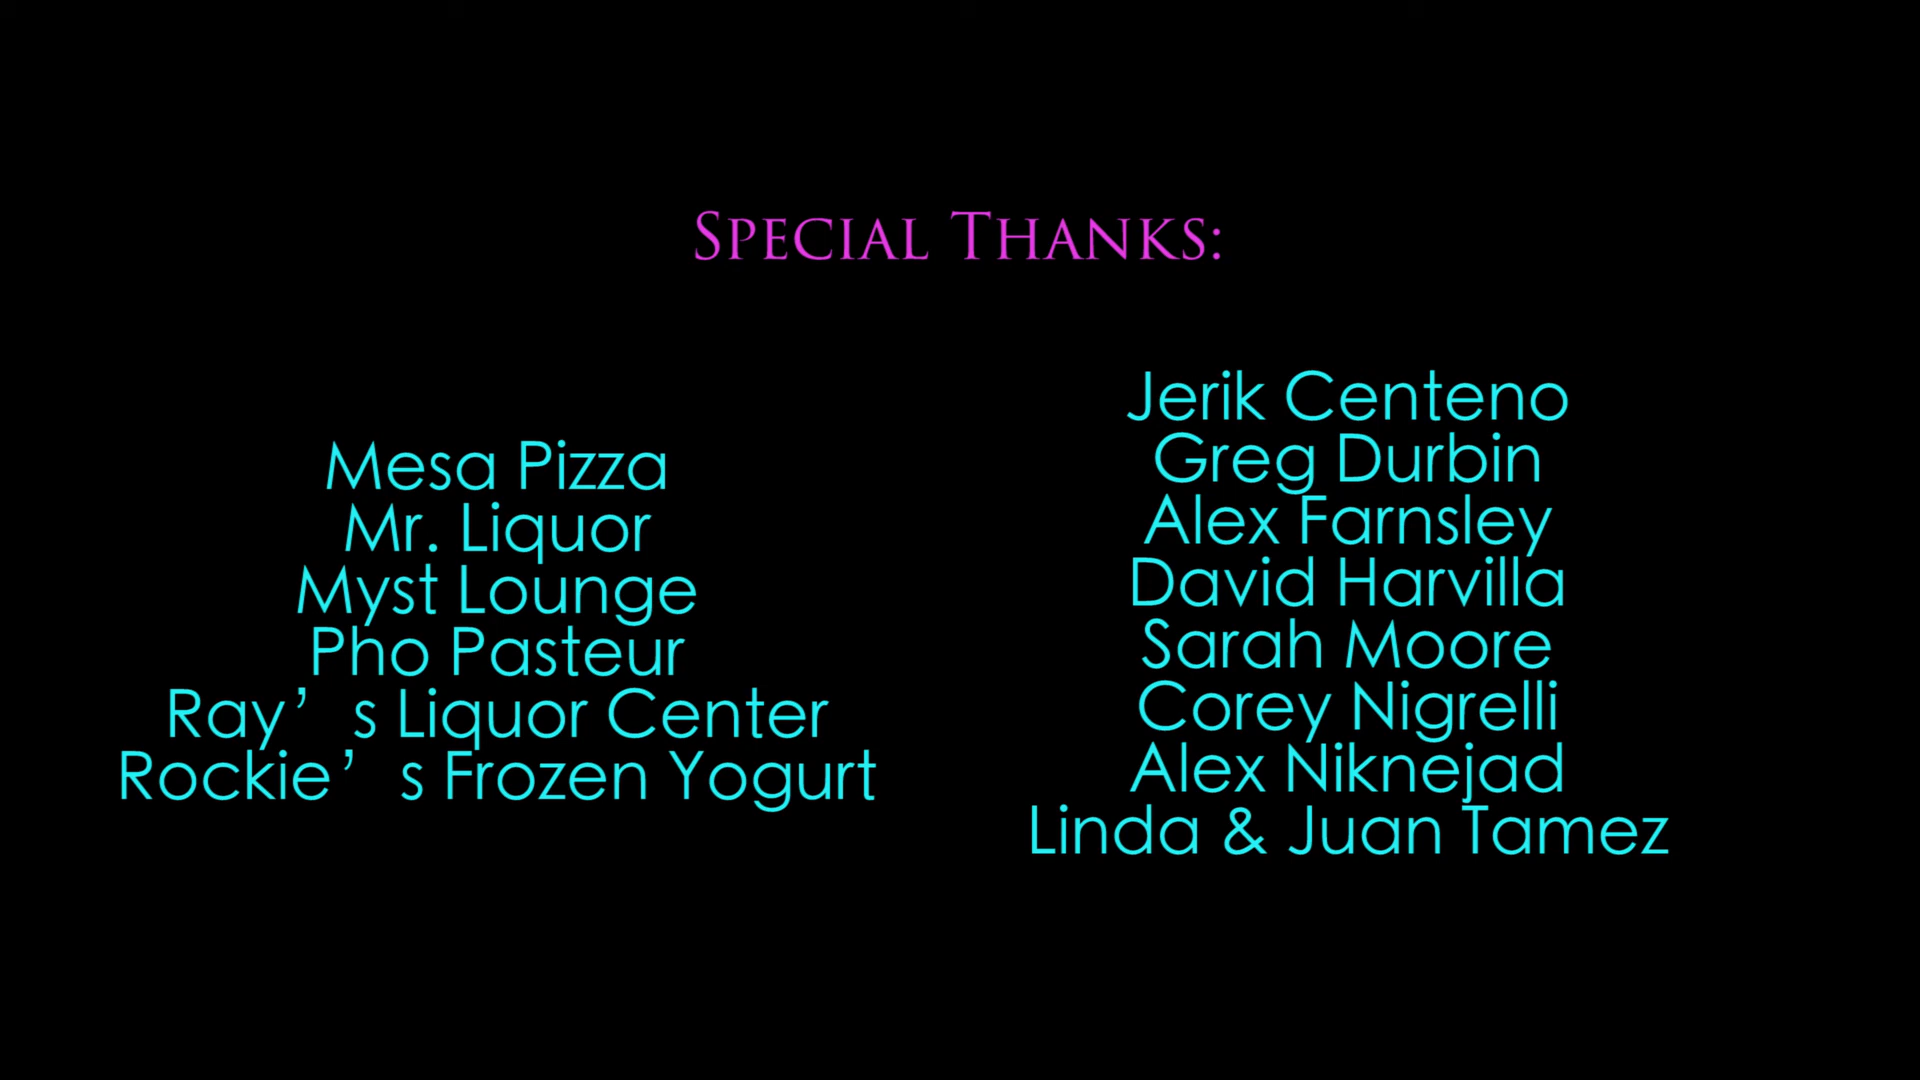 Special Thanks:
Mesa Pizza
Mr. Liquor
Myst Lounge
Pho Pasteur
Ray’s Liquor Center
Rockie’s Frozen Yogurt
Jerik Centeno
Greg Durbin
Alex Farnsley
David Harvilla
Sarah Moore
Corey Nigrelli
Alex Niknejad
Linda & Juan Tamez